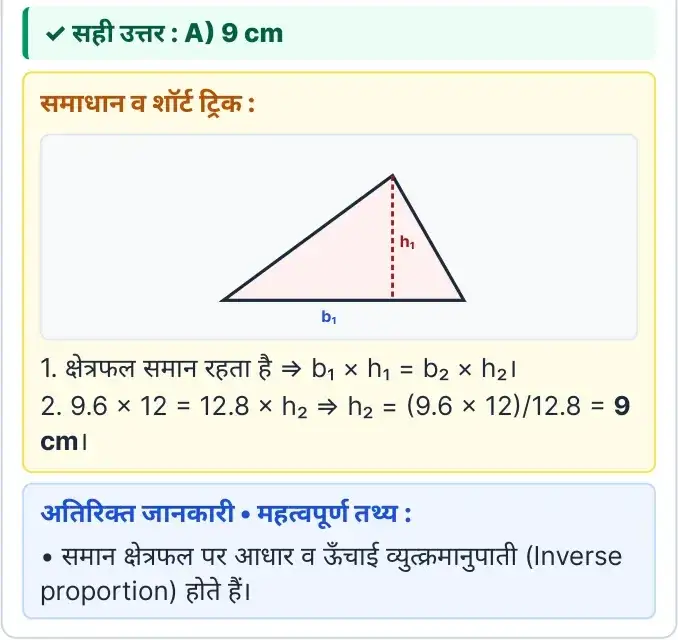 ✓ सही उत्तर : A) 9 cm
समाधान व शॉर्ट ट्रिक :
h₁
b₁
1. क्षेत्रफल समान रहता है ⇒ b₁ × h₁ = b₂ × h₂।
2. 9.6 × 12 = 12.8 × h₂ ⇒ h₂ = (9.6 × 12)/12.8 = 9
cm।
अतिरिक्त जानकारी • महत्वपूर्ण तथ्य :
• समान क्षेत्रफल पर आधार व ऊँचाई व्युत्क्रमानुपाती (Inverse
proportion) होते हैं।